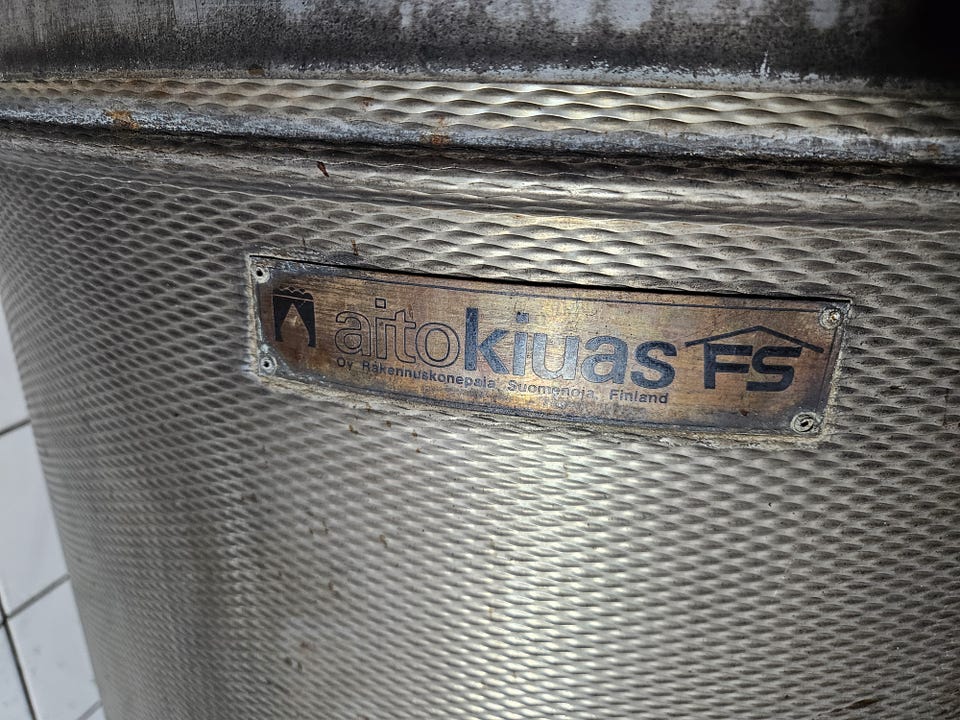 aitokiuas FS
Oy Rakennuskonepaja, Suomenoja, Finland